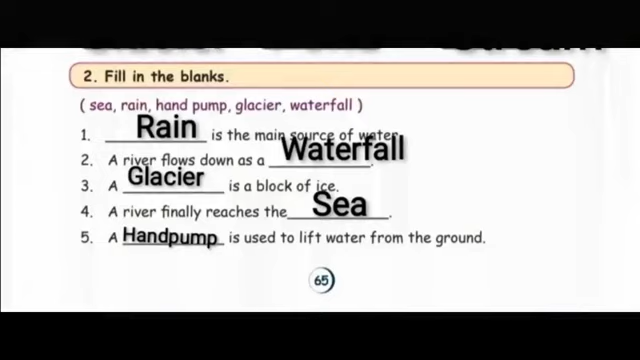 2. Fill in the blanks.
( sea, rain, hand pump, glacier, waterfall )
1. Rain is the main source of water.
2. A river flows down as a Waterfall.
3. A Glacier is a block of ice.
4. A river finally reaches the Sea.
5. A Handpump is used to lift water from the ground.
65